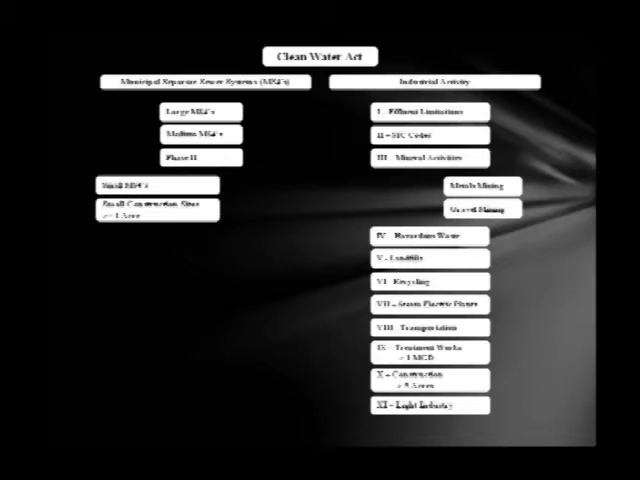 Clean Water Act
Municipal Separate Sewer Systems (MS4's)
Industrial Activity
Large MS4's
Medium MS4's
Phase II
Small MS4's
Small Construction Sites
1 Acre
I - Effluent Limitations
II - SIC Codes
III - Mineral Activities
Metals Mining
Mining
IV - Hazardous Waste
V - Landfills
VI - Recycling
VII - Steam Electric Plants
VIII - Transportation
IX - Treatment Works
1 MGD
X - Construction
5 Acres
XI - Light Industry